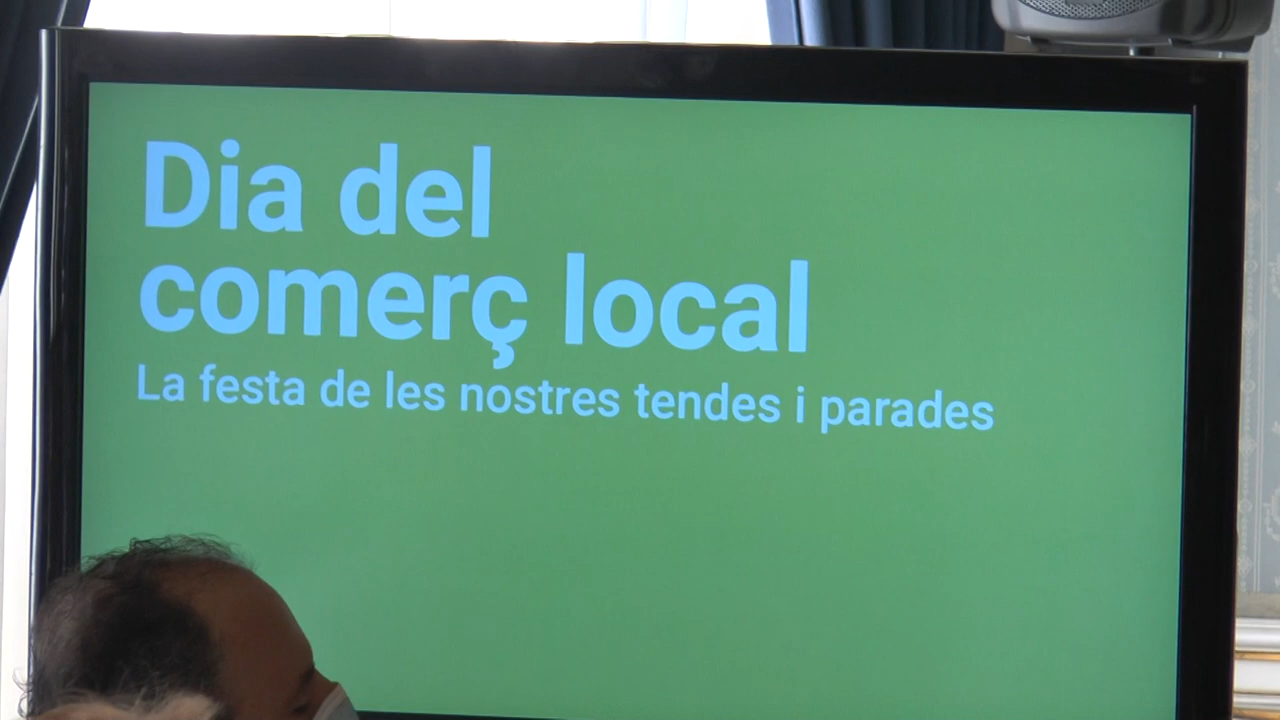 Dia del
comerç local
La festa de les nostres tendes i parades